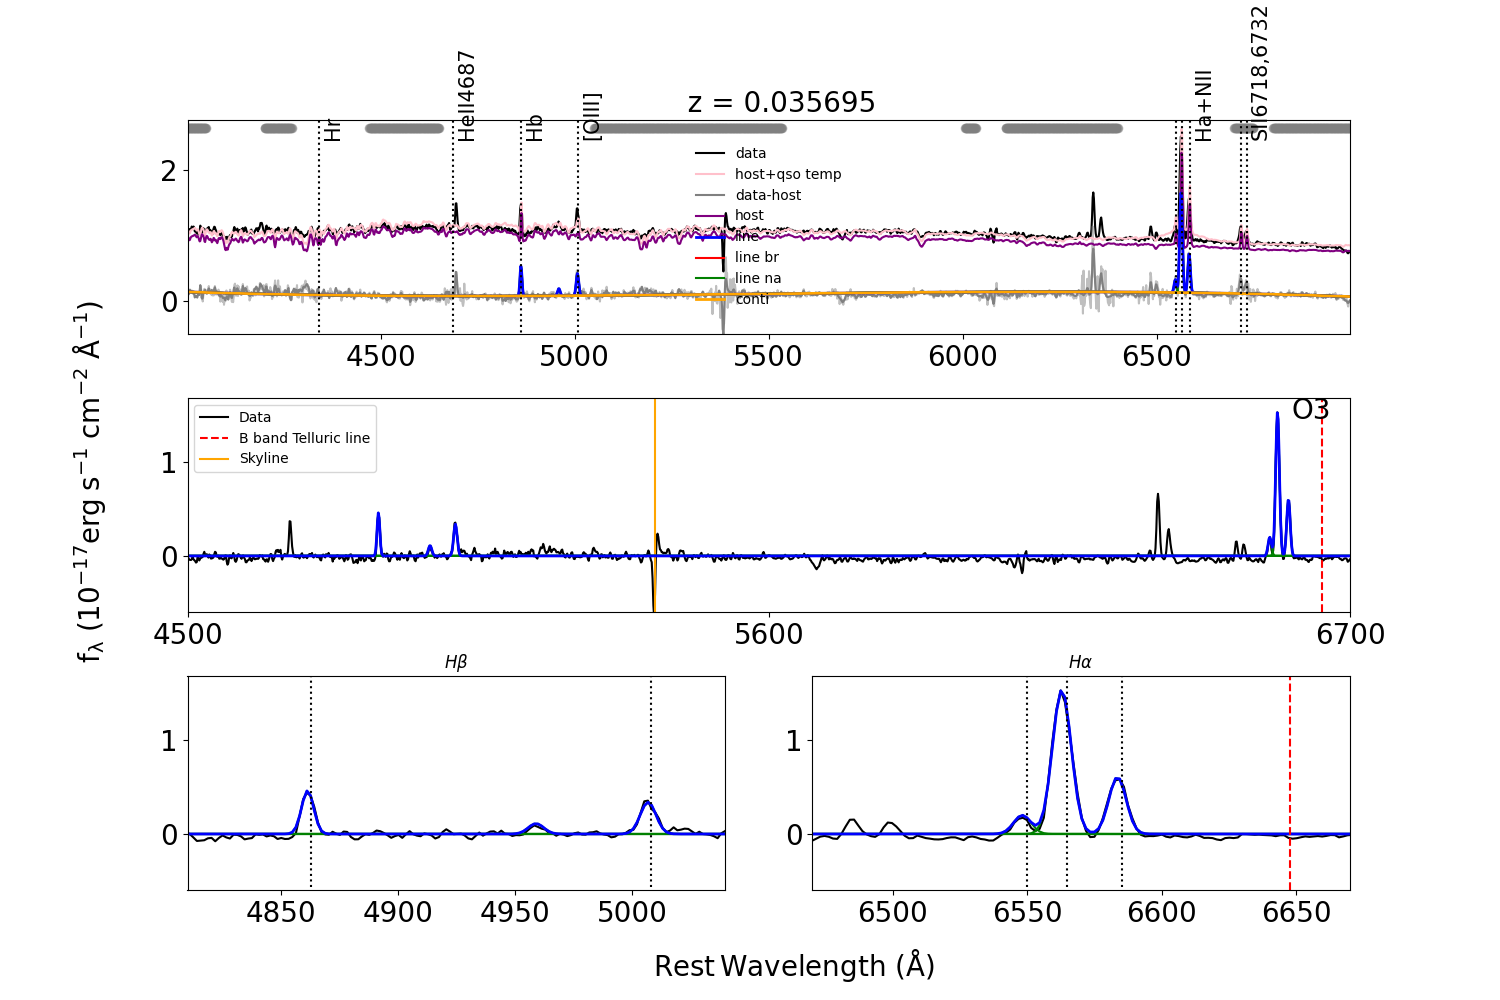 z = 0.035695
Hr
HeII4687
Hb
[OIII]
Ha+NII
SII6718,6732
data
host+qso temp
data-host
host
line
line br
line na
conti
2
0
4500 5000 5500 6000 6500
f_λ (10^−17 erg s^−1 cm^−2 Å^−1)
Data
B band Telluric line
Skyline
O3
1
0
4500 5600 6700
Hβ
1
0
4850 4900 4950 5000
Hα
1
0
6500 6550 6600 6650
Rest Wavelength (Å)